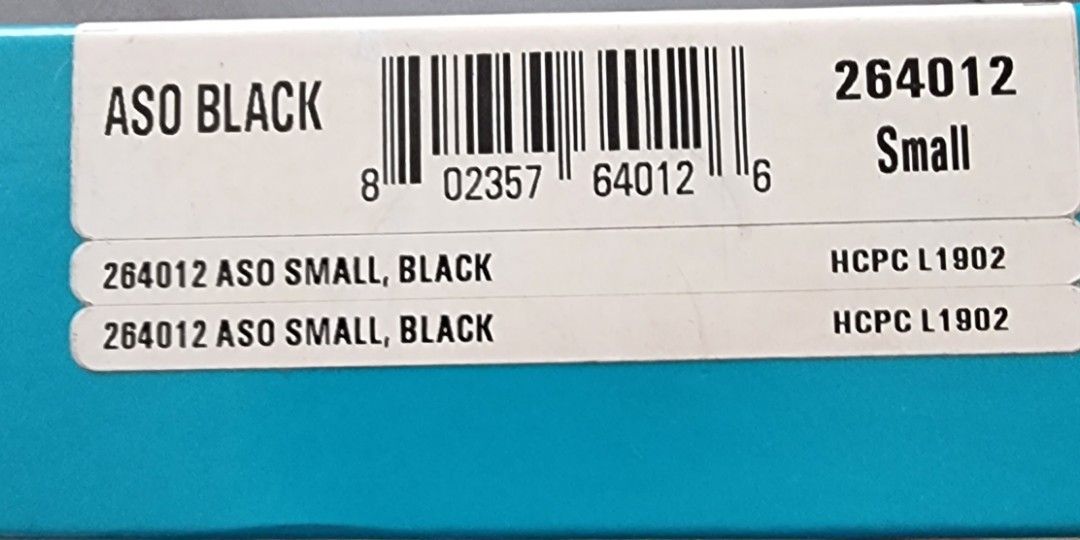 ASO BLACK
8 02357 64012 6
264012
Small
264012 ASO SMALL, BLACK HCPC L1902
264012 ASO SMALL, BLACK HCPC L1902